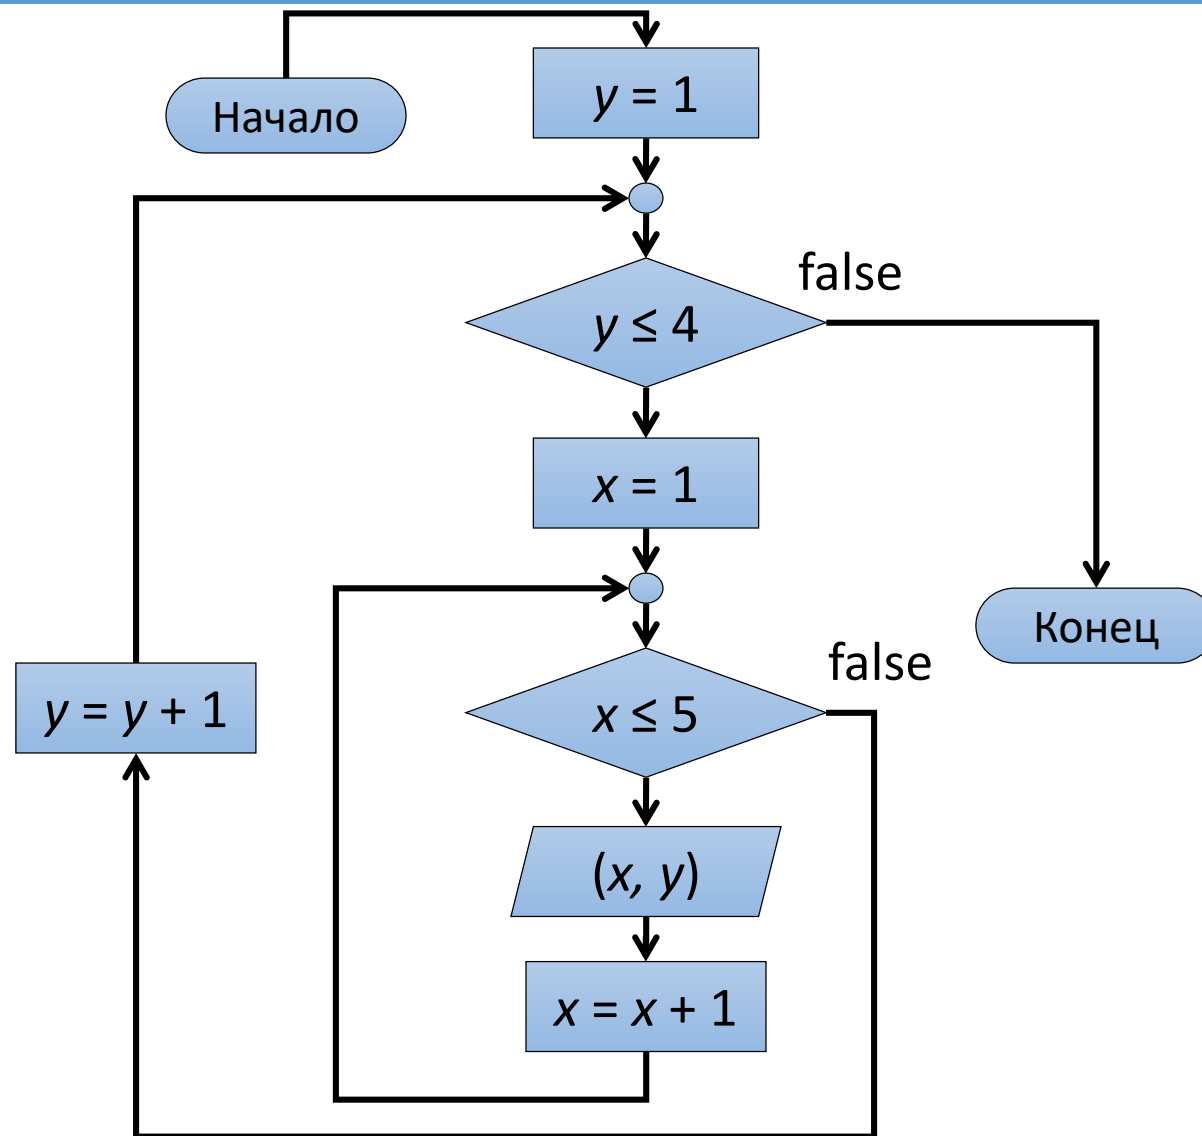 Начало
y = 1
y ≤ 4
false
x = 1
Конец
x ≤ 5
false
y = y + 1
(x, y)
x = x + 1